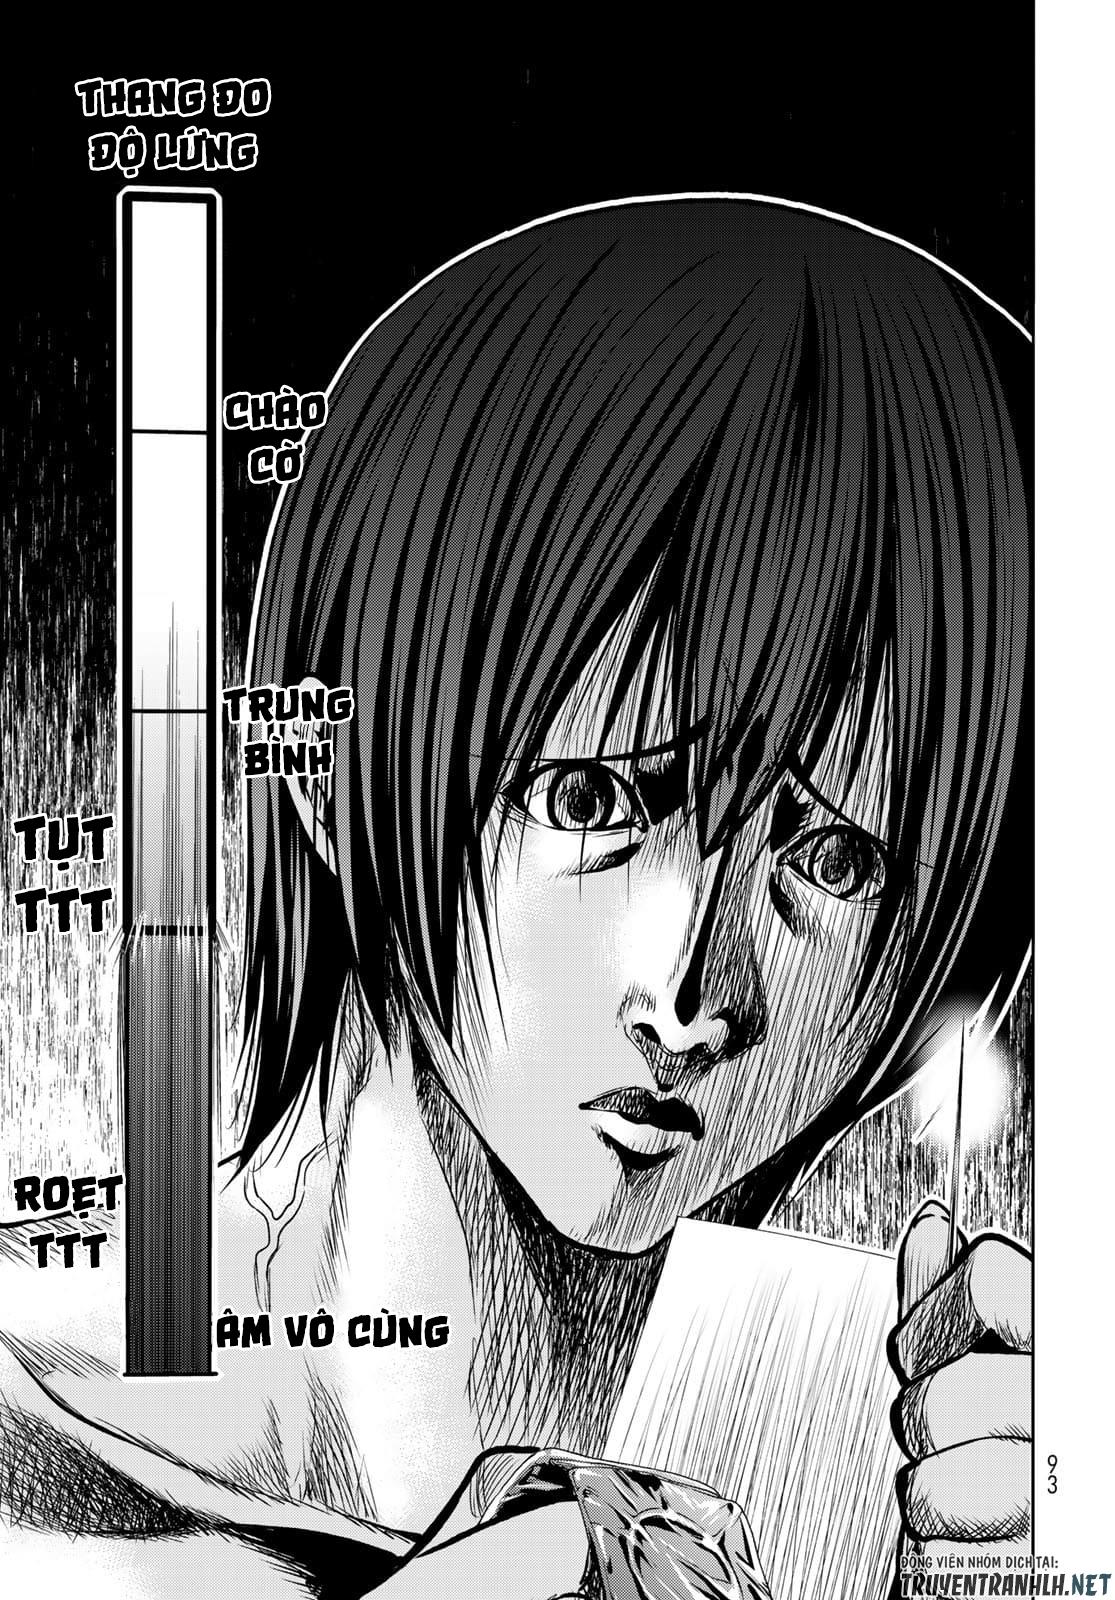 THANG ĐO
ĐỘ LỨNG
CHÀO
CỜ
TRUNG
BÌNH
TỤT
TTT
ROẸT
TTT
ÂM VÔ CÙNG
93
ĐỘNG VIÊN NHÓM DỊCH TẠI:
TRUYENTRANHLH.NET